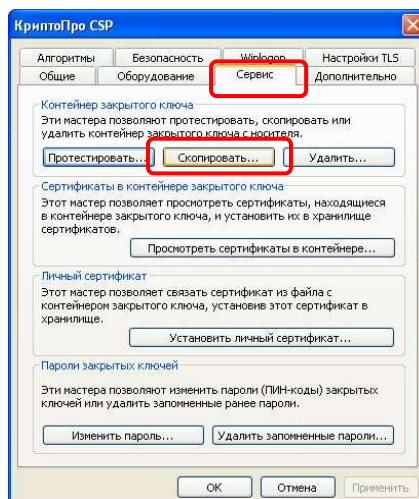 КриптоПро CSP
Алгоритмы Безопасность Winlogon Настройки TLS
Общие Оборудование Сервис Дополнительно
Контейнер закрытого ключа
Эти мастера позволяют протестировать, скопировать или
удалить контейнер закрытого ключа с носителя.
Протестировать... Скопировать... Удалить...
Сертификаты в контейнере закрытого ключа
Этот мастер позволяет просмотреть сертификаты, находящиеся
в контейнере закрытого ключа, и установить их в хранилище
сертификатов.
Просмотреть сертификаты в контейнере...
Личный сертификат
Этот мастер позволяет связать сертификат из файла с
контейнером закрытого ключа, установив этот сертификат в
хранилище.
Установить личный сертификат...
Пароли закрытых ключей
Эти мастера позволяют изменить пароли (ПИН-коды) закрытых
ключей или удалить запомненные ранее пароли.
Изменить пароль... Удалить запомненные пароли...
ОК Отмена Применить